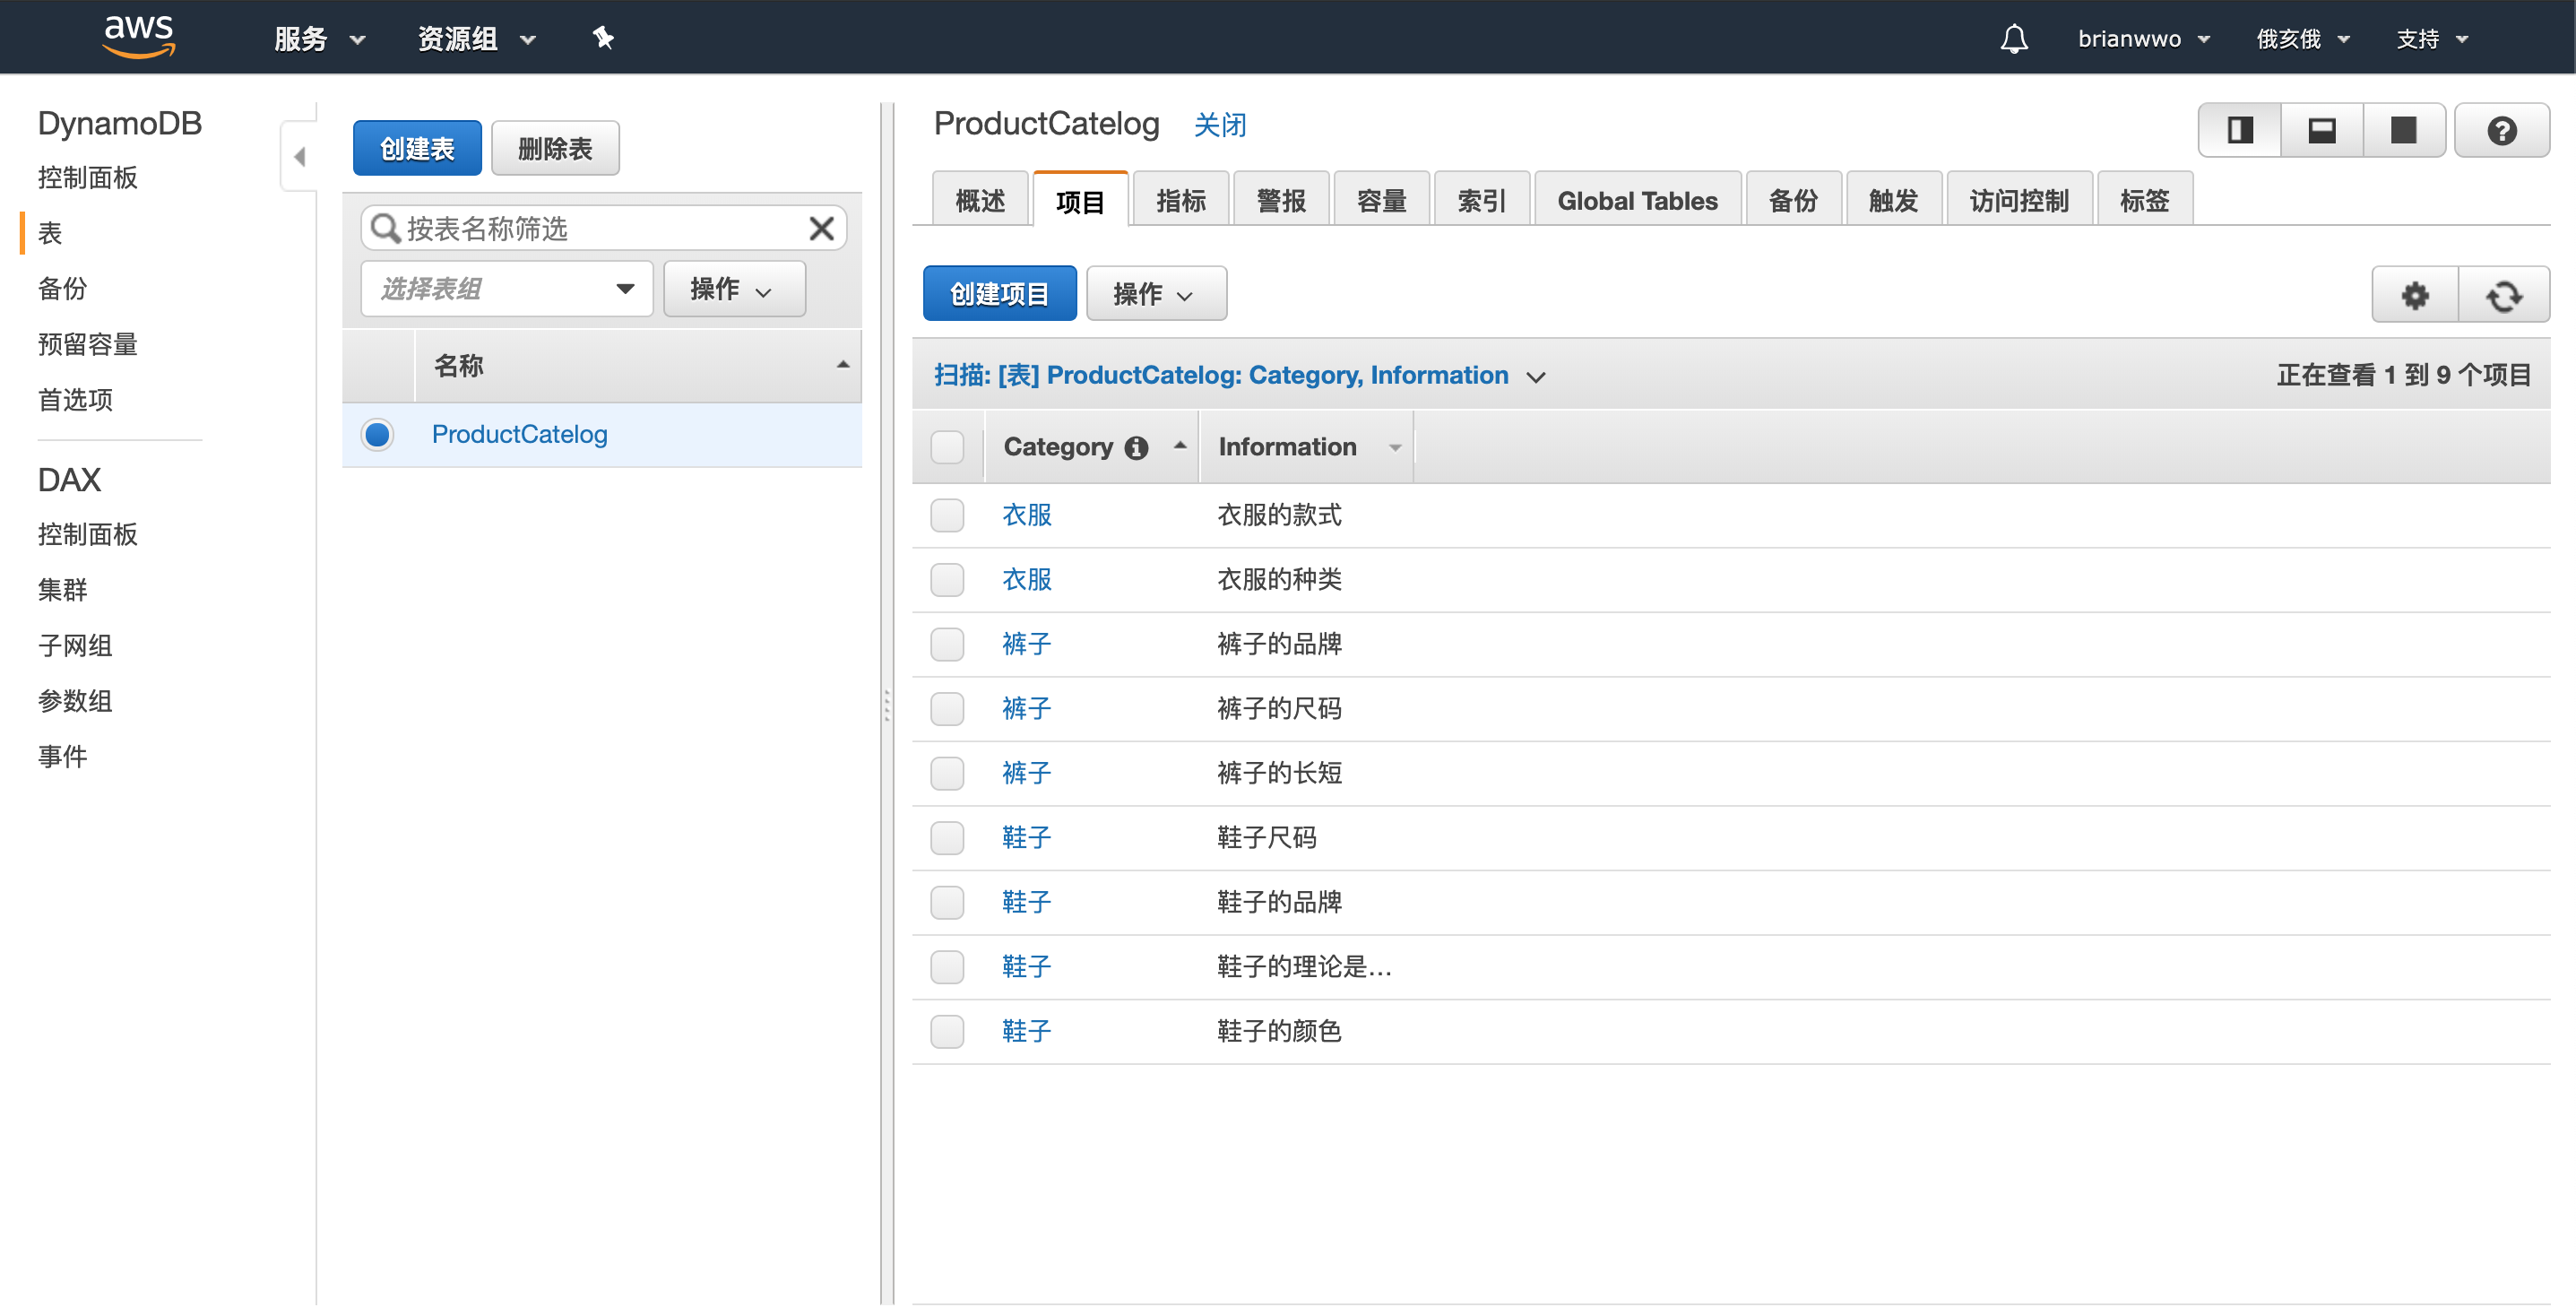 aws 服务 资源组 brianwwo 俄亥俄 支持
DynamoDB
控制面板
表
备份
预留容量
首选项
DAX
控制面板
集群
子网组
参数组
事件
创建表 删除表
按表名称筛选
选择表组 操作
名称
ProductCatelog
ProductCatelog 关闭
概述 项目 指标 警报 容量 索引 Global Tables 备份 触发 访问控制 标签
创建项目 操作
扫描: [表] ProductCatelog: Category, Information 正在查看 1 到 9 个项目
Category Information
衣服 衣服的款式
衣服 衣服的种类
裤子 裤子的品牌
裤子 裤子的尺码
裤子 裤子的长短
鞋子 鞋子尺码
鞋子 鞋子的品牌
鞋子 鞋子的理论是...
鞋子 鞋子的颜色